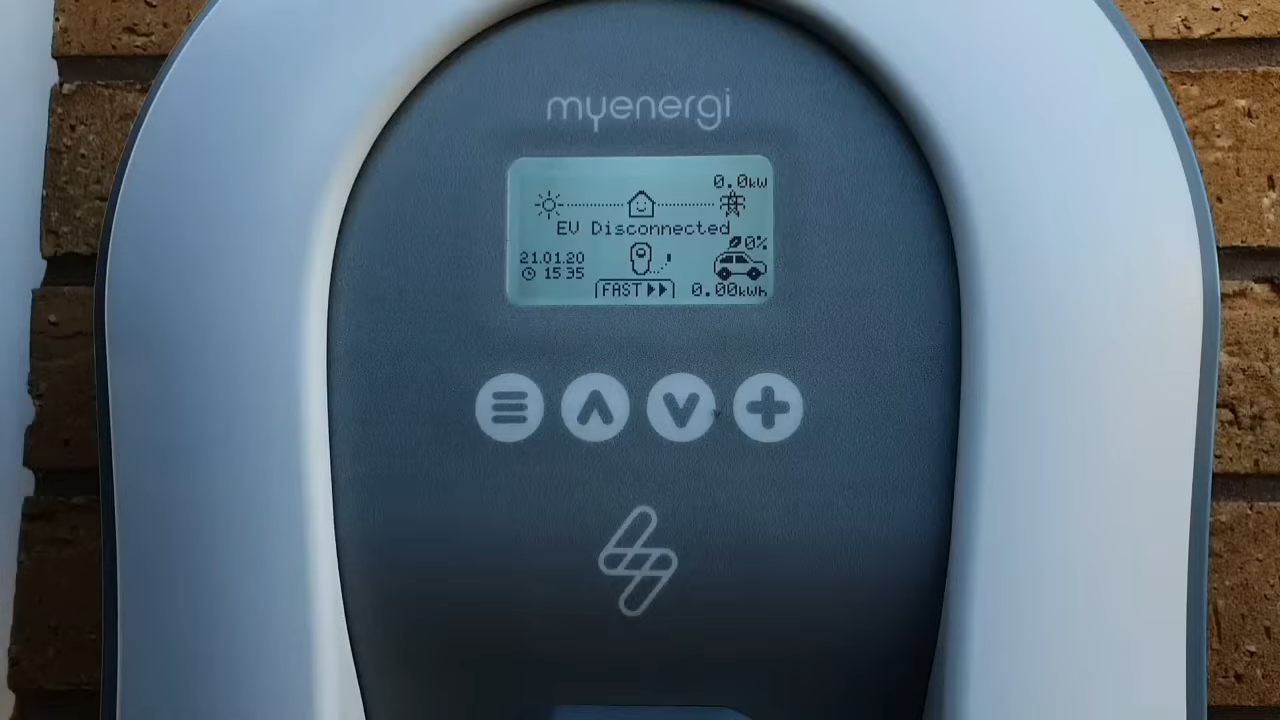 myenergi
0.0kW
EV Disconnected
0%
21.01.20
15:35
FAST
0.00kWh